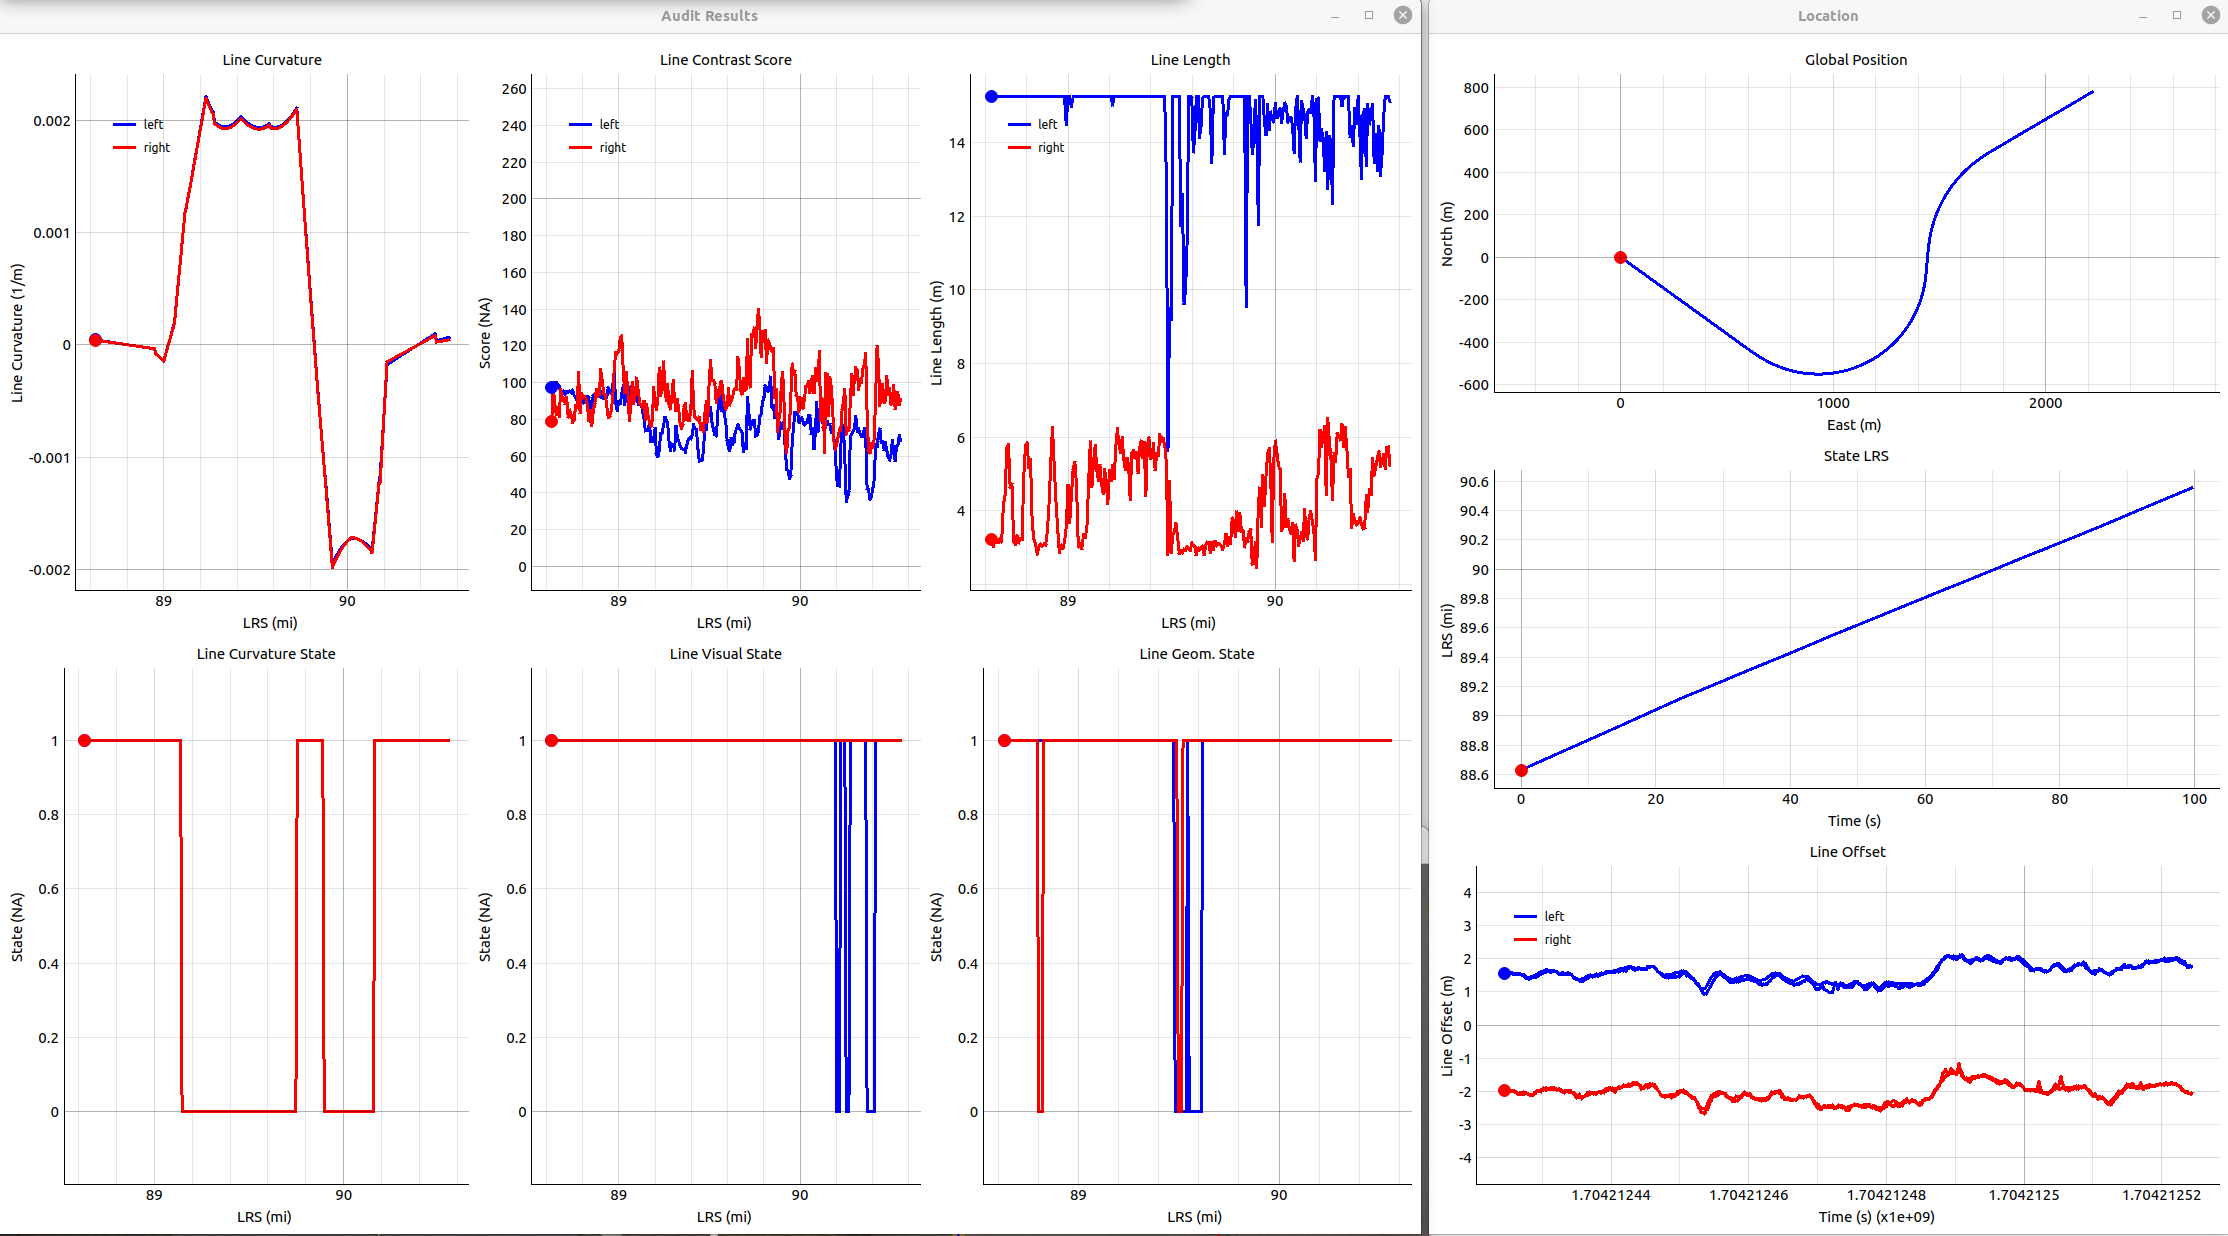 Audit Results
Line Curvature
left
right
0.002
0.001
0
-0.001
-0.002
89
90
Line Curvature (1/m)
LRS (mi)
Line Contrast Score
left
right
260
240
220
200
180
160
140
120
100
80
60
40
20
0
89
90
Score (NA)
LRS (mi)
Line Length
left
right
14
12
10
8
6
4
89
90
Line Length (m)
LRS (mi)
Line Curvature State
1
0.8
0.6
0.4
0.2
0
89
90
State (NA)
LRS (mi)
Line Visual State
1
0.8
0.6
0.4
0.2
0
89
90
State (NA)
LRS (mi)
Line Geom. State
1
0.8
0.6
0.4
0.2
0
89
90
State (NA)
LRS (mi)
Location
Global Position
800
600
400
200
0
-200
-400
-600
0
1000
2000
North (m)
East (m)
State LRS
90.6
90.4
90.2
90
89.8
89.6
89.4
89.2
89
88.8
88.6
0
20
40
60
80
100
LRS (mi)
Time (s)
Line Offset
left
right
4
3
2
1
0
-1
-2
-3
-4
1.70421244
1.70421246
1.70421248
1.7042125
1.70421252
Line Offset (m)
Time (s) (x1e+09)